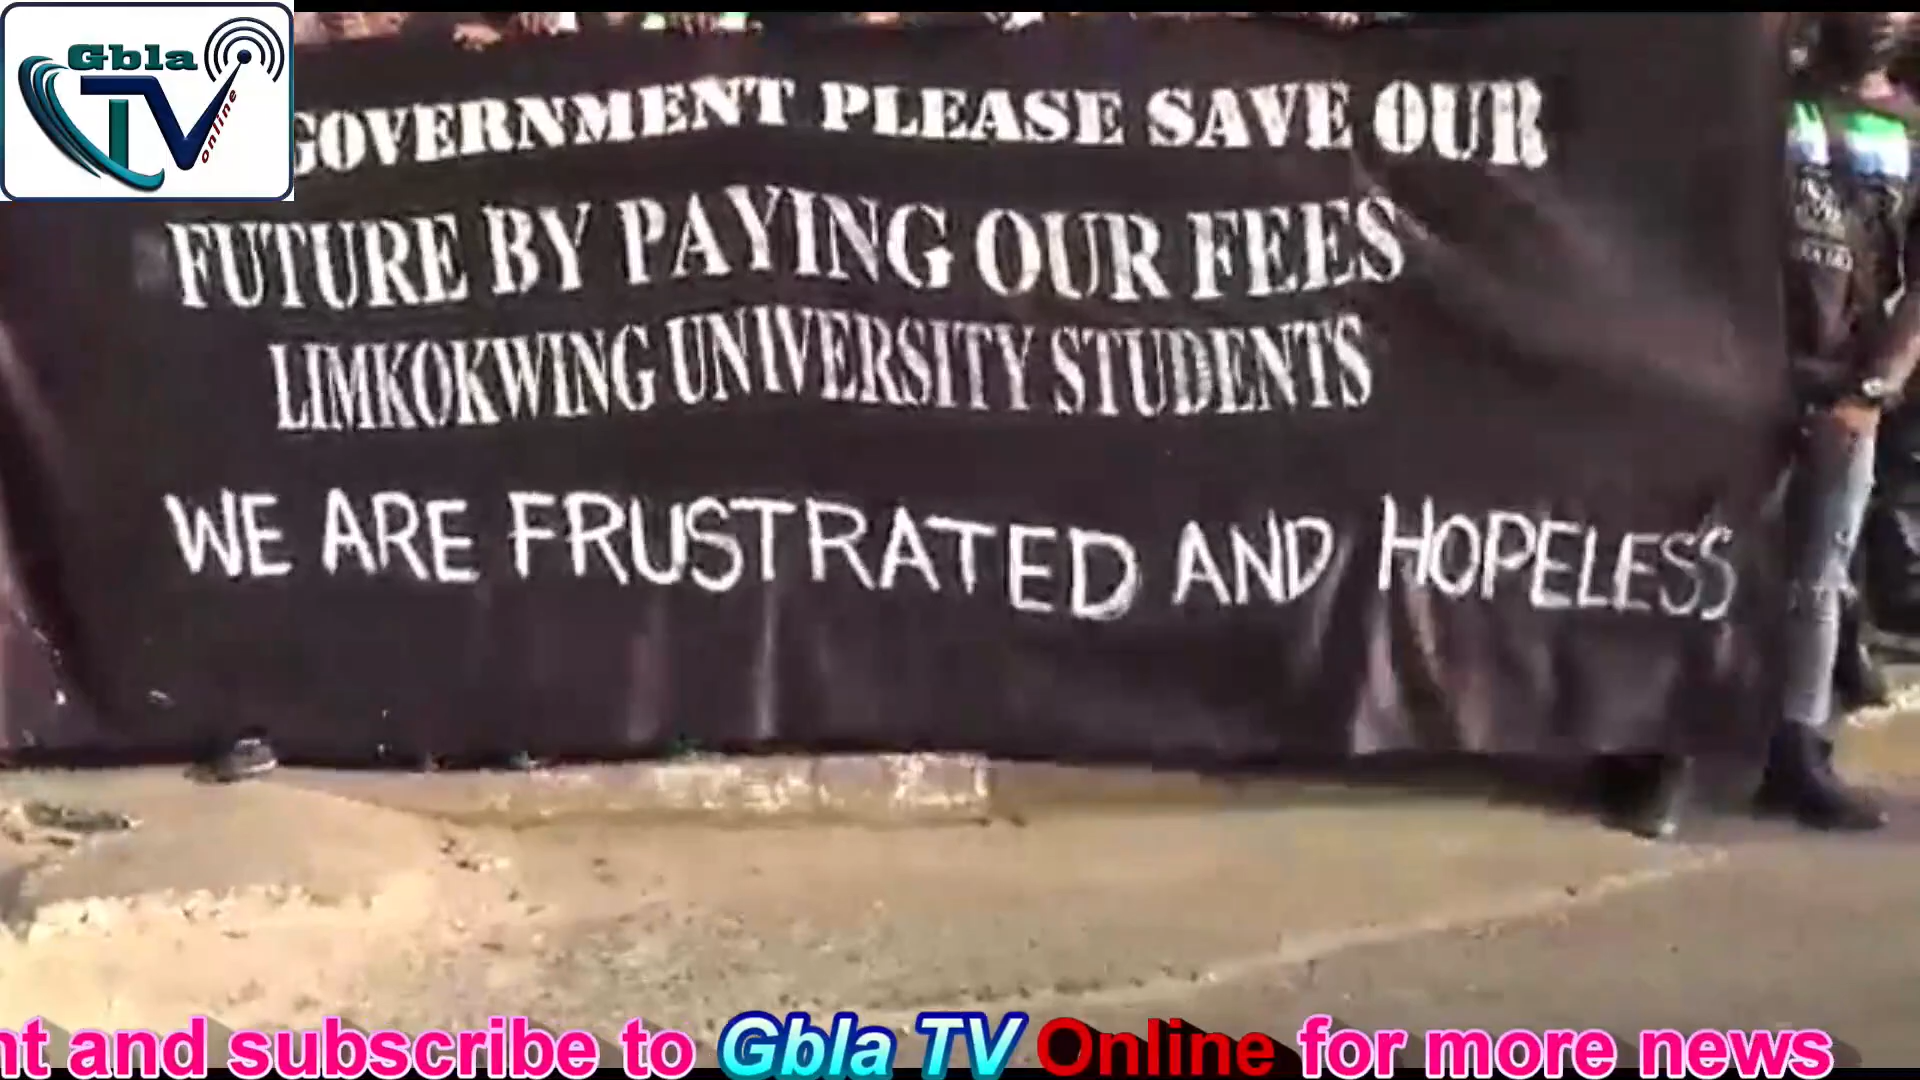 Gbla
TV
online
GOVERNMENT PLEASE SAVE OUR
FUTURE BY PAYING OUR FEES
LIMKOKWING UNIVERSITY STUDENTS
WE ARE FRUSTRATED AND HOPELESS
nt and subscribe to Gbla TV Online for more news